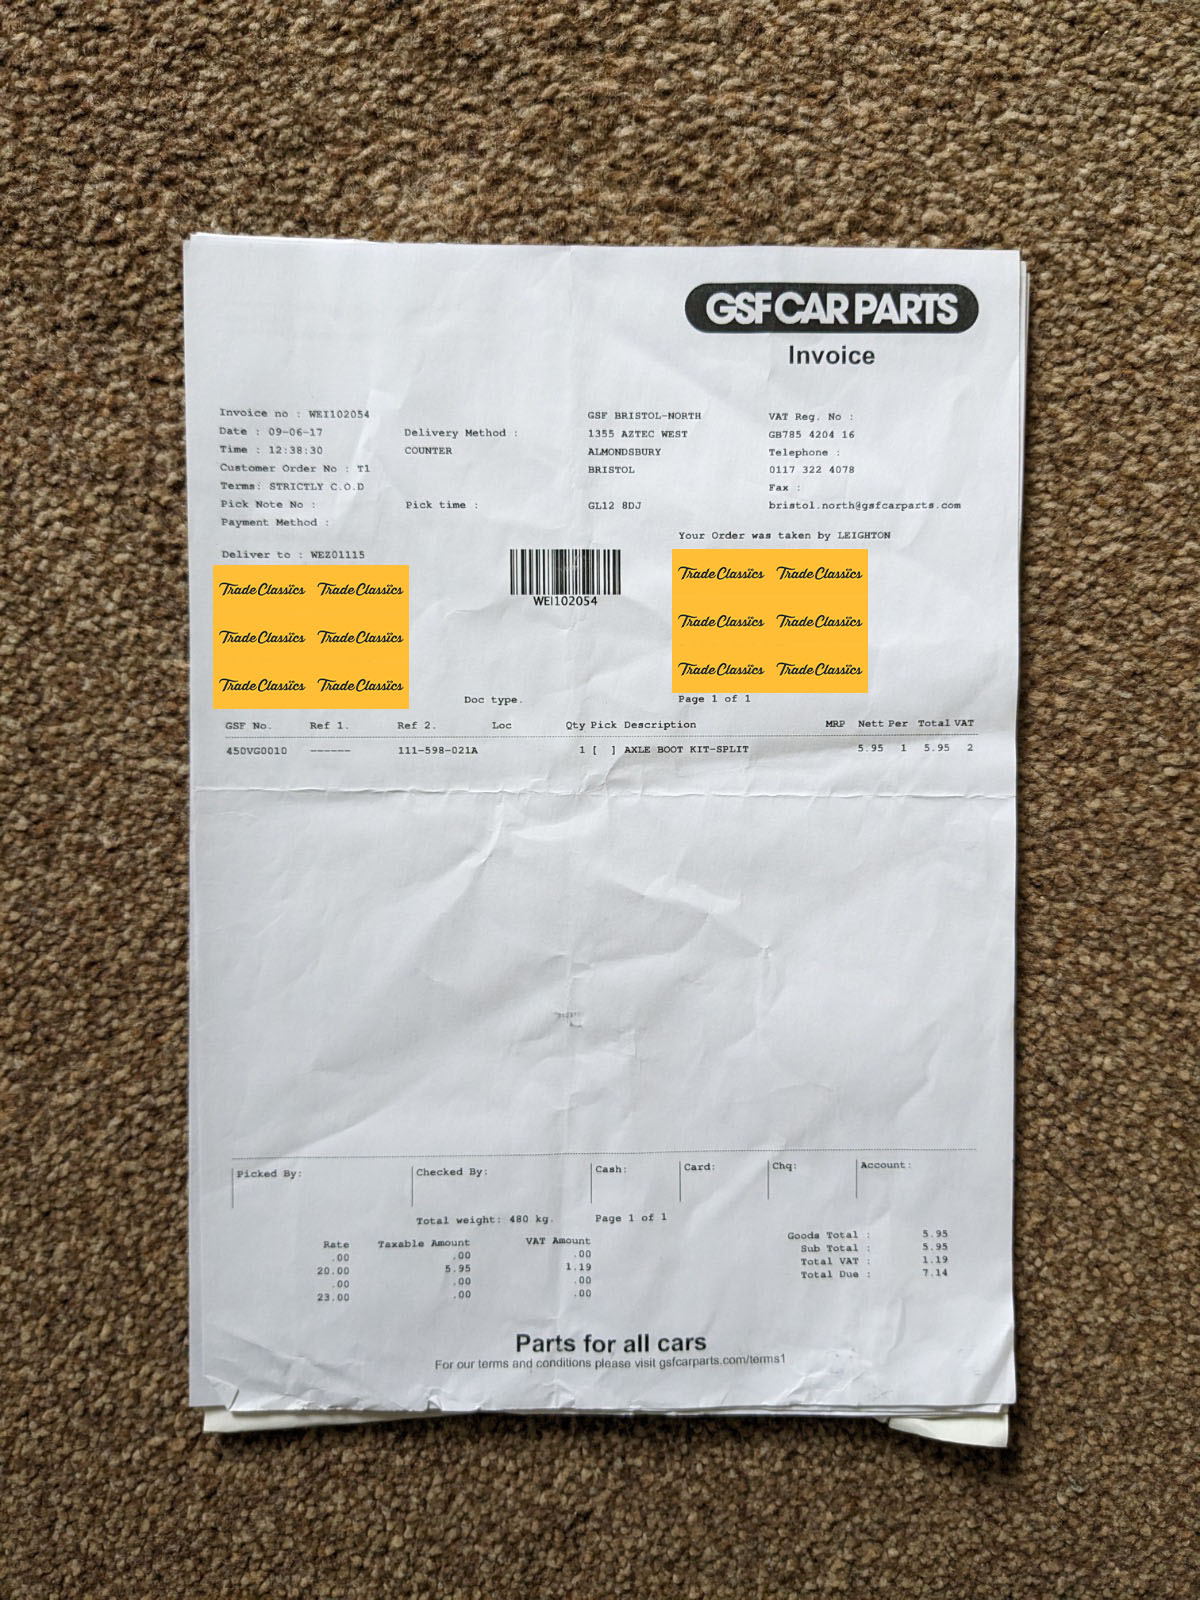 GSF CAR PARTS
Invoice
Invoice no : WEI102054
Date : 09-06-17
Time : 12:38:30
Customer Order No : T1
Terms: STRICTLY C.O.D
Pick Note No :
Payment Method :
Delivery Method :
COUNTER
Pick time :
GSF BRISTOL-NORTH
1355 AZTEC WEST
ALMONDSBURY
BRISTOL
GL12 8DJ
VAT Reg. No :
GB785 4204 16
Telephone :
0117 322 4078
Fax :
bristol.north@gsfcarparts.com
Your Order was taken by LEIGHTON
Deliver to : WEZ01115
WEI102054
Trade Classics Trade Classics
Trade Classics Trade Classics
Trade Classics Trade Classics
Trade Classics Trade Classics
Trade Classics Trade Classics
Trade Classics Trade Classics
Doc type.
Page 1 of 1
GSF No. Ref 1. Ref 2. Loc Qty Pick Description MRP Nett Per Total VAT
450VG0010 ------ 111-598-021A 1 [ ] AXLE BOOT KIT-SPLIT 5.95 1 5.95 2
Picked By: Checked By: Cash: Card: Chq: Account:
Total weight: 480 kg. Page 1 of 1
Rate Taxable Amount VAT Amount
.00 .00 .00
20.00 5.95 1.19
.00 .00 .00
23.00 .00 .00
Goods Total : 5.95
Sub Total : 5.95
Total VAT : 1.19
Total Due : 7.14
Parts for all cars
For our terms and conditions please visit gsfcarparts.com/terms1